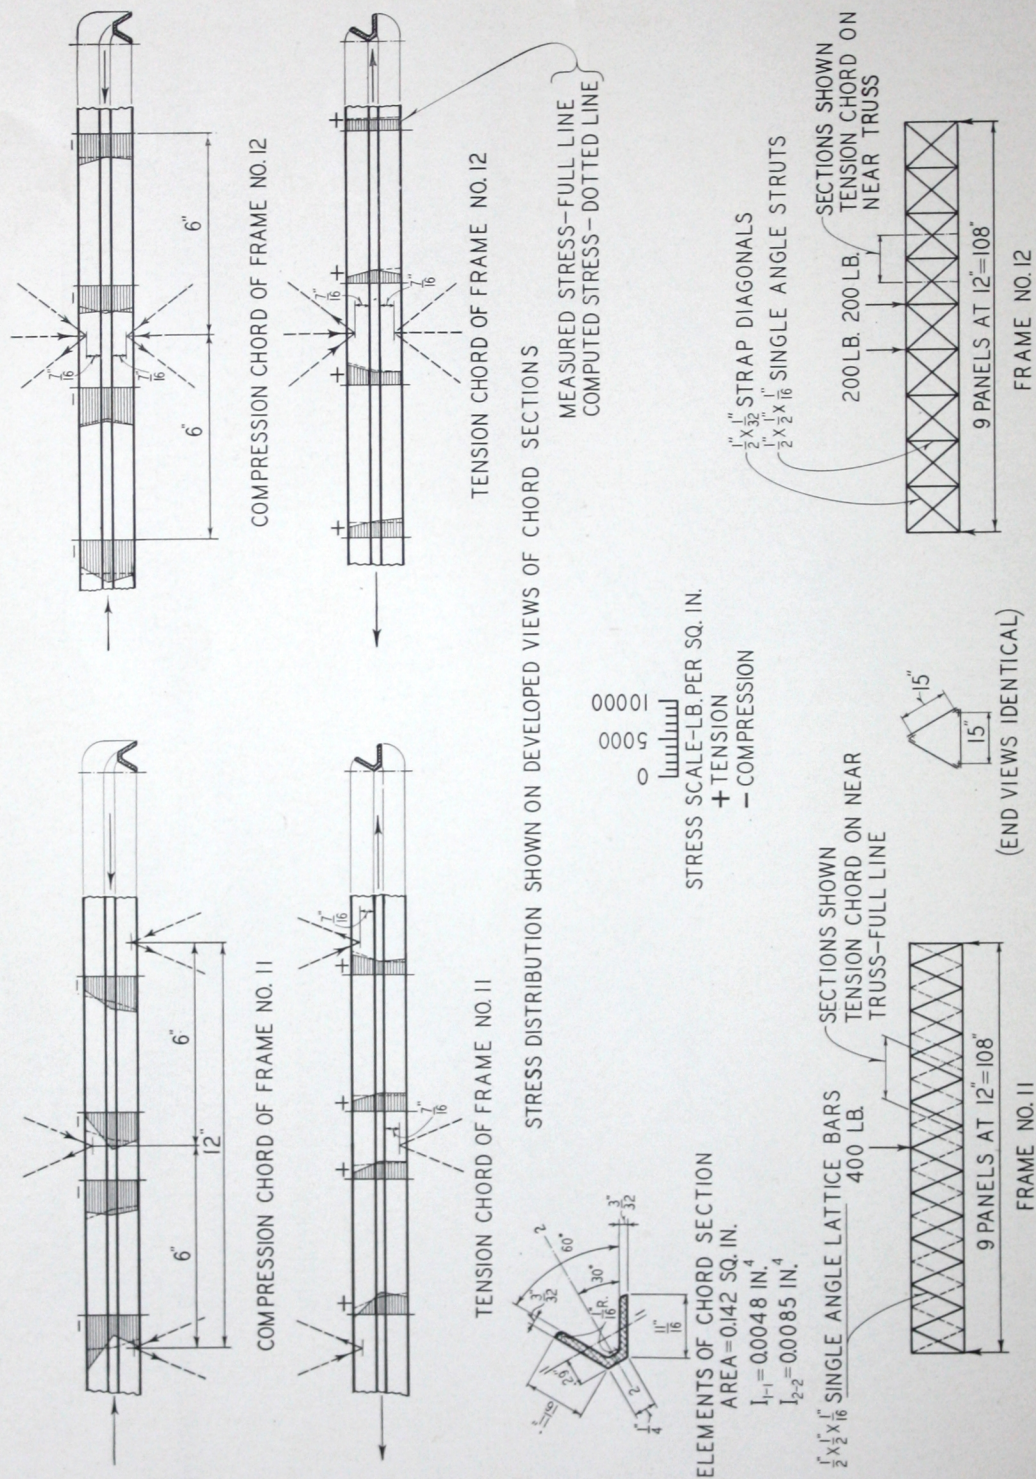 6"
6"
12"
COMPRESSION CHORD OF FRAME NO. 11
7/16"
7/16"
TENSION CHORD OF FRAME NO. 11
7/16"
7/16"
6"
6"
COMPRESSION CHORD OF FRAME NO. 12
7/16"
7/16"
TENSION CHORD OF FRAME NO. 12
MEASURED STRESS-FULL LINE
COMPUTED STRESS-DOTTED LINE
STRESS DISTRIBUTION SHOWN ON DEVELOPED VIEWS OF CHORD SECTIONS
3/32"
2
60°
30°
3/32"
1/16" R.
11/16"
.29"
11/16"
1/4"
2
ELEMENTS OF CHORD SECTION
AREA=0.142 SQ. IN.
I1-1=0.0048 IN.4
I2-2=0.0085 IN.4
0 5000 10000
STRESS SCALE-LB. PER SQ. IN.
+ TENSION
- COMPRESSION
1/2" X 1/2" X 1/16" SINGLE ANGLE LATTICE BARS
400 LB.
SECTIONS SHOWN
TENSION CHORD ON NEAR
TRUSS-FULL LINE
9 PANELS AT 12"=108"
FRAME NO. 11
15"
15"
(END VIEWS IDENTICAL)
1/2" X 1/32" STRAP DIAGONALS
1/2" X 1/2" X 1/16" SINGLE ANGLE STRUTS
200 LB. 200 LB.
SECTIONS SHOWN
TENSION CHORD ON
NEAR TRUSS
9 PANELS AT 12"=108"
FRAME NO. 12